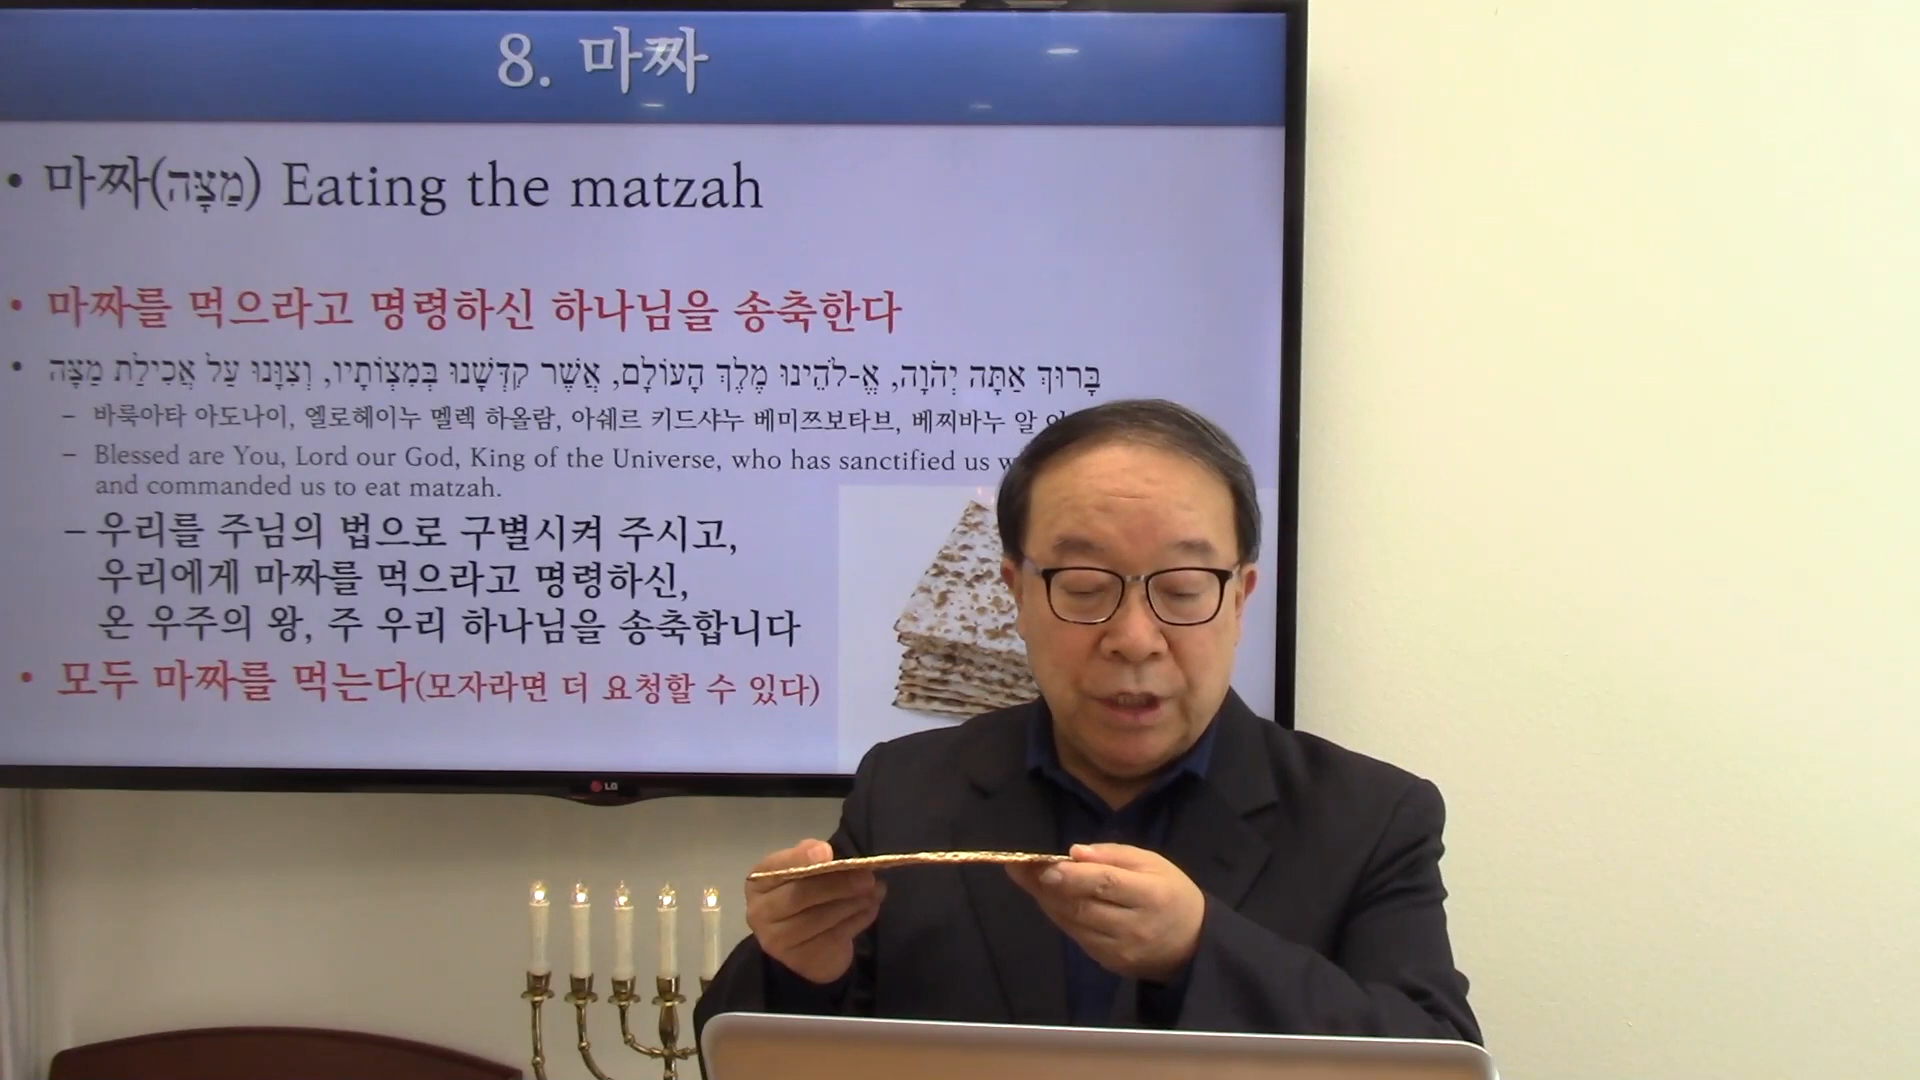 8. 마짜
• 마짜(מַצָּה) Eating the matzah
• 마짜를 먹으라고 명령하신 하나님을 송축한다
• בָּרוּךְ אַתָּה יְהֹוָה, אֱ-לֹהֵינוּ מֶלֶךְ הָעוֹלָם, אֲשֶׁר קִדְּשָׁנוּ בְּמִצְוֹתָיו, וְצִוָּנוּ עַל אֲכִילַת מַצָּה
–바룩아타 아도나이, 엘로헤이누 멜렉 하올람, 아쉐르 키드샤누 베미쯔보타브, 베찌바누 알
– Blessed are You, Lord our God, King of the Universe, who has sanctified us
and commanded us to eat matzah.
– 우리를 주님의 법으로 구별시켜 주시고,
우리에게 마짜를 먹으라고 명령하신,
온 우주의 왕, 주 우리 하나님을 송축합니다
• 모두 마짜를 먹는다(모자라면 더 요청할 수 있다)
LG